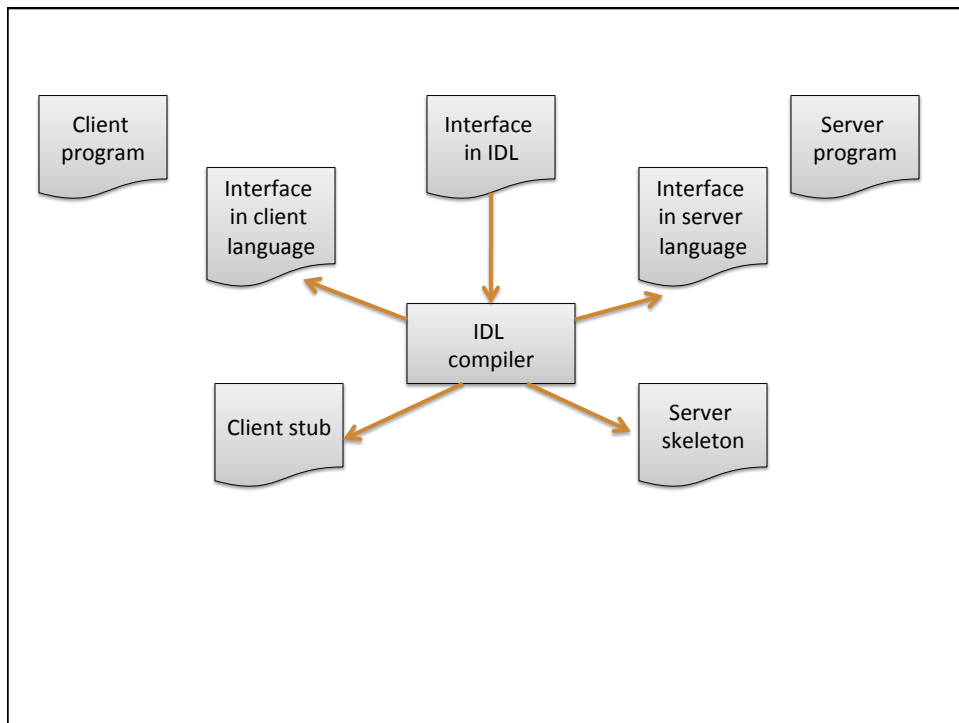 Client
program
Interface
in IDL
Server
program
Interface
in client
language
Interface
in server
language
IDL
compiler
Client stub
Server
skeleton